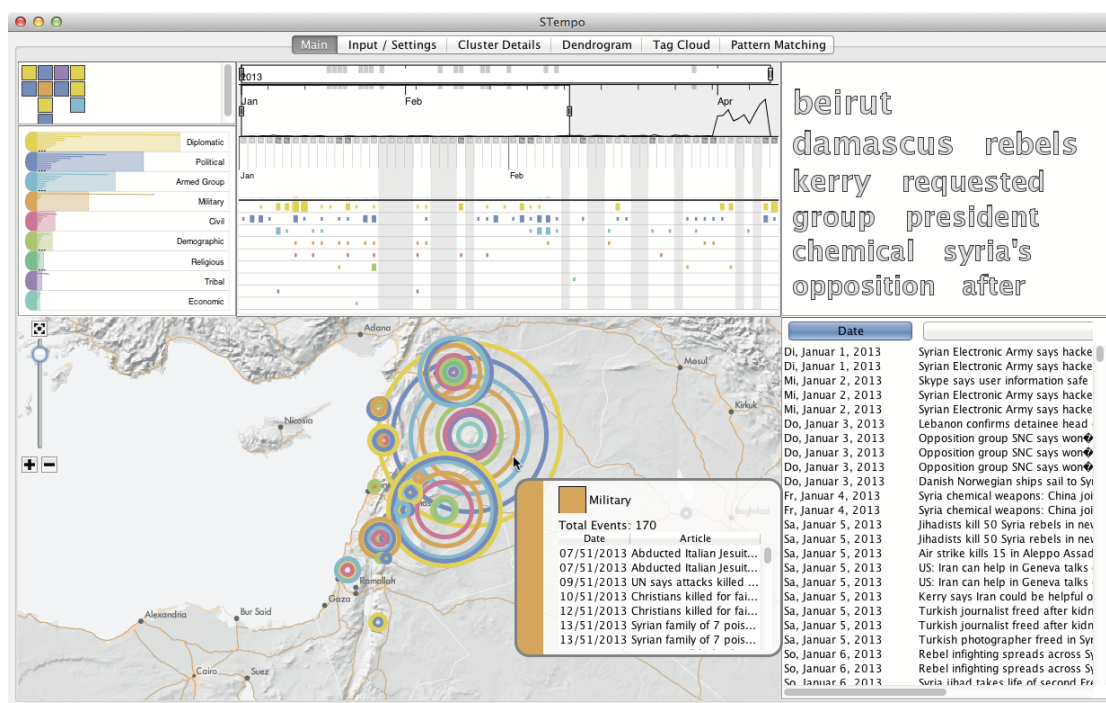 STempo
Main Input / Settings Cluster Details Dendrogram Tag Cloud Pattern Matching
2013
Jan Feb Apr
Jan Feb
Diplomatic
Political
Armed Group
Military
Civil
Demographic
Religious
Tribal
Economic
beirut
damascus rebels
kerry requested
group president
chemical syria's
opposition after
Adana
Mosul
Nicosia
Kirkuk
Baghdad
Ramallah
Gaza
Alexandria
Bur Said
Cairo
Suez
Military
Total Events: 170
Date Article
07/51/2013 Abducted Italian Jesuit...
07/51/2013 Abducted Italian Jesuit...
09/51/2013 UN says attacks killed ...
10/51/2013 Christians killed for fai...
12/51/2013 Christians killed for fai...
13/51/2013 Syrian family of 7 pois...
13/51/2013 Syrian family of 7 pois...
Date
Di, Januar 1, 2013 Syrian Electronic Army says hacke
Di, Januar 1, 2013 Syrian Electronic Army says hacke
Mi, Januar 2, 2013 Skype says user information safe
Mi, Januar 2, 2013 Syrian Electronic Army says hacke
Mi, Januar 2, 2013 Syrian Electronic Army says hacke
Do, Januar 3, 2013 Lebanon confirms detainee head
Do, Januar 3, 2013 Opposition group SNC says won�
Do, Januar 3, 2013 Opposition group SNC says won�
Do, Januar 3, 2013 Opposition group SNC says won�
Do, Januar 3, 2013 Danish Norwegian ships sail to Sy
Fr, Januar 4, 2013 Syria chemical weapons: China joi
Fr, Januar 4, 2013 Syria chemical weapons: China joi
Sa, Januar 5, 2013 Jihadists kill 50 Syria rebels in nev
Sa, Januar 5, 2013 Jihadists kill 50 Syria rebels in nev
Sa, Januar 5, 2013 Air strike kills 15 in Aleppo Assad
Sa, Januar 5, 2013 US: Iran can help in Geneva talks
Sa, Januar 5, 2013 US: Iran can help in Geneva talks
Sa, Januar 5, 2013 Kerry says Iran could be helpful o
Sa, Januar 5, 2013 Turkish journalist freed after kidn
Sa, Januar 5, 2013 Turkish journalist freed after kidn
Sa, Januar 5, 2013 Turkish photographer freed in Syr
So, Januar 6, 2013 Rebel infighting spreads across Sy
So, Januar 6, 2013 Rebel infighting spreads across Sy
So, Januar 6, 2013 Syria jihad takes life of second Fre